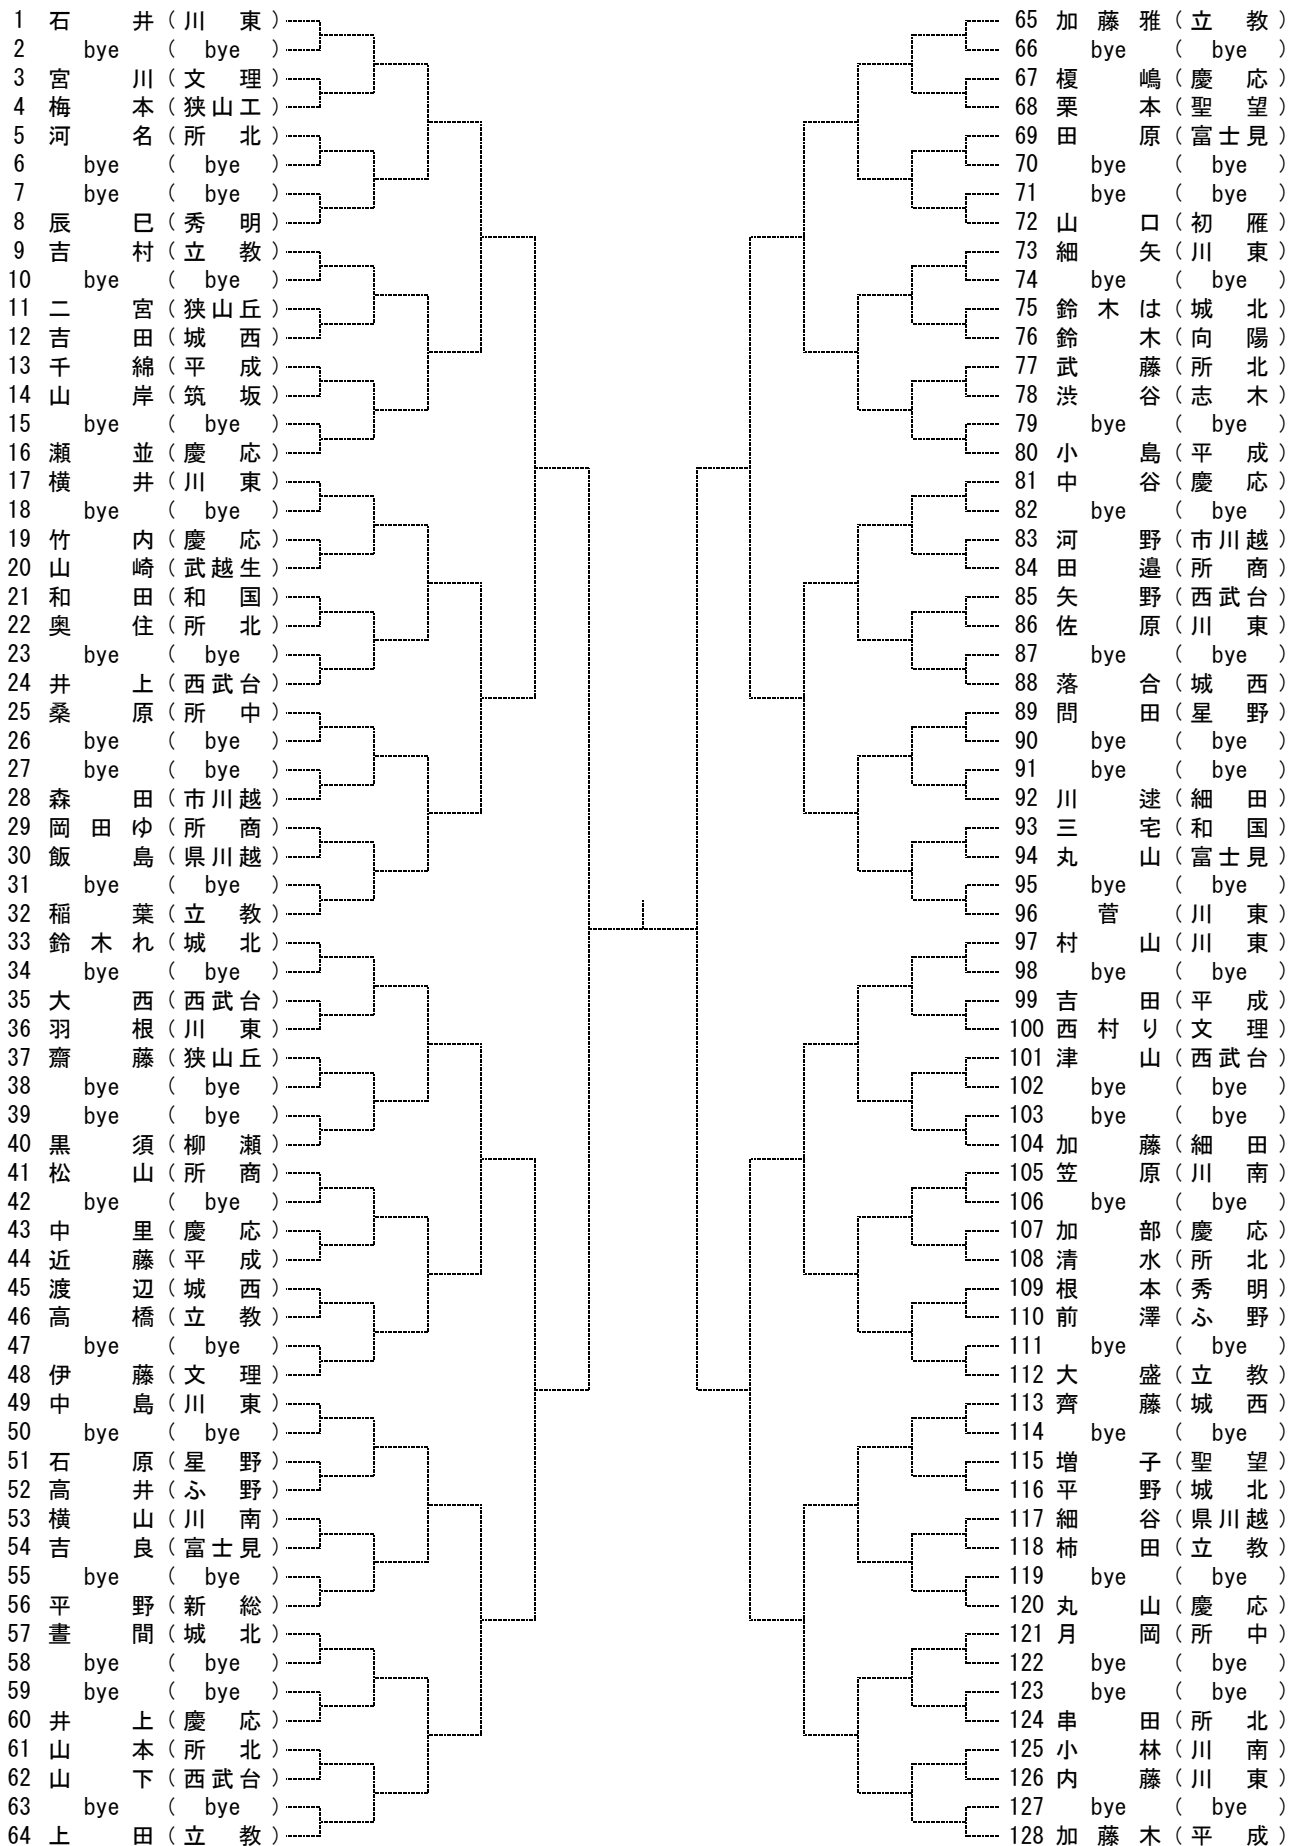 1 石井(川東)
2 bye(bye)
3 宮川(文理)
4 梅本(狭山工)
5 河名(所北)
6 bye(bye)
7 bye(bye)
8 辰巳(秀明)
9 吉村(立教)
10 bye(bye)
11 二宮(狭山丘)
12 吉田(城西)
13 千綿(平成)
14 山岸(筑坂)
15 bye(bye)
16 瀬並(慶応)
17 横井(川東)
18 bye(bye)
19 竹内(慶応)
20 山崎(武越生)
21 和田(和国)
22 奥住(所北)
23 bye(bye)
24 井上(西武台)
25 桑原(所中)
26 bye(bye)
27 bye(bye)
28 森田(市川越)
29 岡田ゆ(所商)
30 飯島(県川越)
31 bye(bye)
32 稲葉(立教)
33 鈴木れ(城北)
34 bye(bye)
35 大西(西武台)
36 羽根(川東)
37 齋藤(狭山丘)
38 bye(bye)
39 bye(bye)
40 黒須(柳瀬)
41 松山(所商)
42 bye(bye)
43 中里(慶応)
44 近藤(平成)
45 渡辺(城西)
46 高橋(立教)
47 bye(bye)
48 伊藤(文理)
49 中島(川東)
50 bye(bye)
51 石原(星野)
52 高井(ふ野)
53 横山(川南)
54 吉良(富士見)
55 bye(bye)
56 平野(新総)
57 晝間(城北)
58 bye(bye)
59 bye(bye)
60 井上(慶応)
61 山本(所北)
62 山下(西武台)
63 bye(bye)
64 上田(立教)
65 加藤雅(立教)
66 bye(bye)
67 榎嶋(慶応)
68 栗本(聖望)
69 田原(富士見)
70 bye(bye)
71 bye(bye)
72 山口(初雁)
73 細矢(川東)
74 bye(bye)
75 鈴木は(城北)
76 鈴木(向陽)
77 武藤(所北)
78 渋谷(志木)
79 bye(bye)
80 小島(平成)
81 中谷(慶応)
82 bye(bye)
83 河野(市川越)
84 田邉(所商)
85 矢野(西武台)
86 佐原(川東)
87 bye(bye)
88 落合(城西)
89 問田(星野)
90 bye(bye)
91 bye(bye)
92 川逑(細田)
93 三宅(和国)
94 丸山(富士見)
95 bye(bye)
96 菅(川東)
97 村山(川東)
98 bye(bye)
99 吉田(平成)
100 西村り(文理)
101 津山(西武台)
102 bye(bye)
103 bye(bye)
104 加藤(細田)
105 笠原(川南)
106 bye(bye)
107 加部(慶応)
108 清水(所北)
109 根本(秀明)
110 前澤(ふ野)
111 bye(bye)
112 大盛(立教)
113 齊藤(城西)
114 bye(bye)
115 増子(聖望)
116 平野(城北)
117 細谷(県川越)
118 柿田(立教)
119 bye(bye)
120 丸山(慶応)
121 月岡(所中)
122 bye(bye)
123 bye(bye)
124 串田(所北)
125 小林(川南)
126 内藤(川東)
127 bye(bye)
128 加藤木(平成)